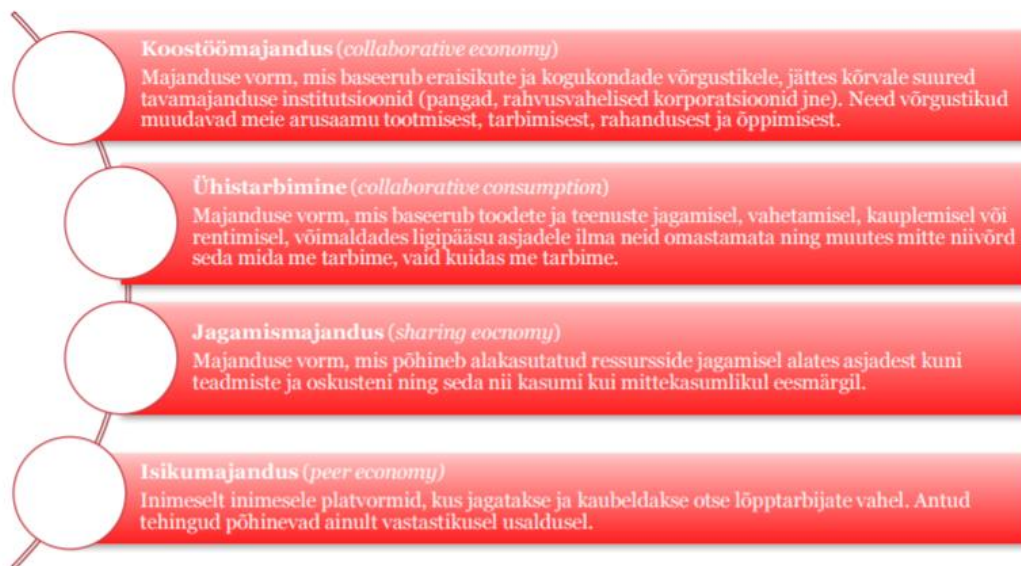 Koostöömajandus (collaborative economy)
Majanduse vorm, mis baseerub eraisikute ja kogukondade võrgustikele, jättes kõrvale suured
tavamajanduse institutsioonid (pangad, rahvusvahelised korporatsioonid jne). Need võrgustikud
muudavad meie arusaamu tootmisest, tarbimisest, rahandusest ja õppimisest.
Ühistarbimine (collaborative consumption)
Majanduse vorm, mis baseerub toodete ja teenuste jagamisel, vahetamisel, kauplemisel või
rentimisel, võimaldades ligipääsu asjadele ilma neid omastamata ning muutes mitte niivõrd
seda mida me tarbime, vaid kuidas me tarbime.
Jagamismajandus (sharing eocnomy)
Majanduse vorm, mis põhineb alakasutatud ressursside jagamisel alates asjadest kuni
teadmiste ja oskusteni ning seda nii kasumi kui mittekasumlikul eesmärgil.
Isikumajandus (peer economy)
Inimeselt inimesele platvormid, kus jagatakse ja kaubeldakse otse lõpptarbijate vahel. Antud
tehingud põhinevad ainult vastastikusel usaldusel.